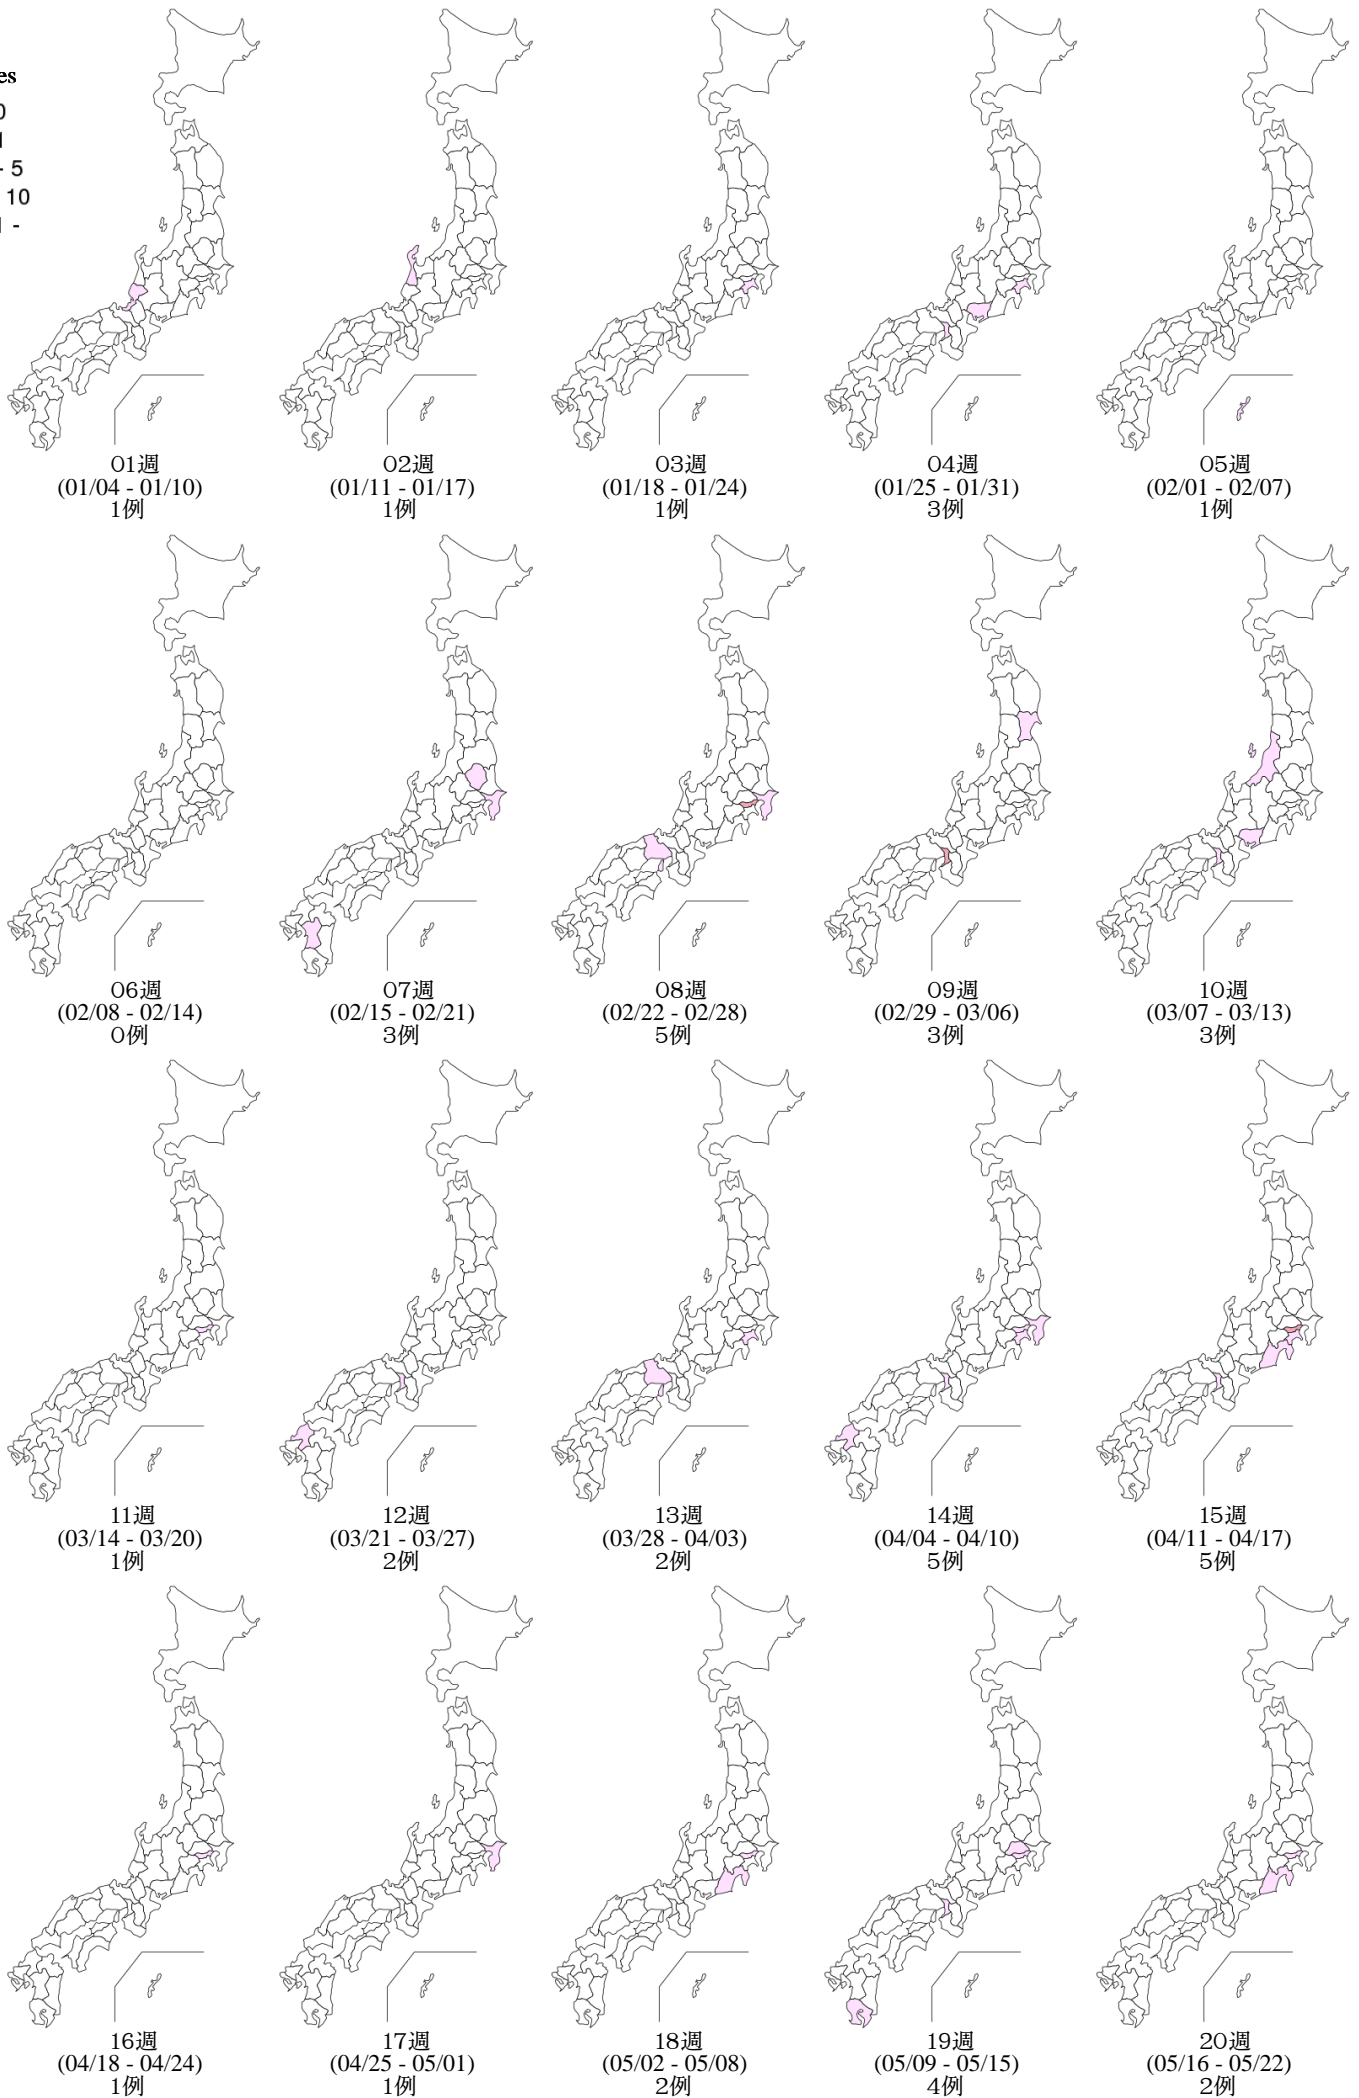 es
0
1
- 5
10
1 -
01週
(01/04 - 01/10)
1例
02週
(01/11 - 01/17)
1例
03週
(01/18 - 01/24)
1例
04週
(01/25 - 01/31)
3例
05週
(02/01 - 02/07)
1例
06週
(02/08 - 02/14)
0例
07週
(02/15 - 02/21)
3例
08週
(02/22 - 02/28)
5例
09週
(02/29 - 03/06)
3例
10週
(03/07 - 03/13)
3例
11週
(03/14 - 03/20)
1例
12週
(03/21 - 03/27)
2例
13週
(03/28 - 04/03)
2例
14週
(04/04 - 04/10)
5例
15週
(04/11 - 04/17)
5例
16週
(04/18 - 04/24)
1例
17週
(04/25 - 05/01)
1例
18週
(05/02 - 05/08)
2例
19週
(05/09 - 05/15)
4例
20週
(05/16 - 05/22)
2例